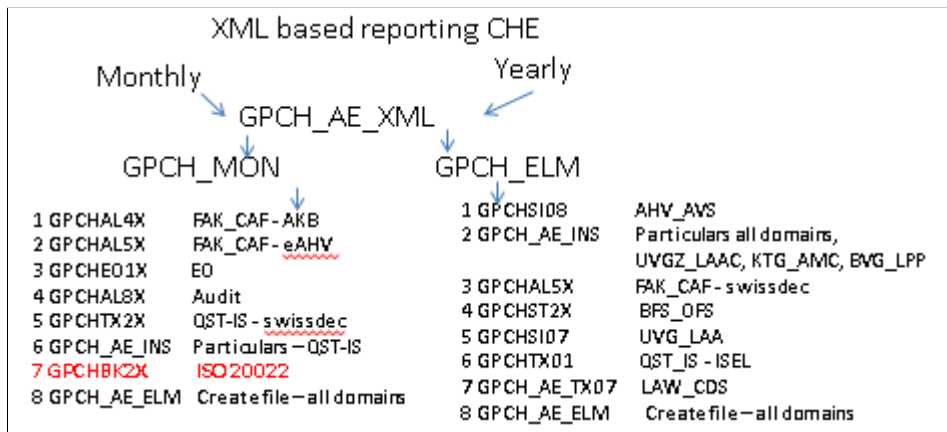 XML based reporting CHE
Monthly
Yearly
GPCH_AE_XML
GPCH_MON
GPCH_ELM
1 GPCHAL4X FAK_CAF - AKB
2 GPCHAL5X FAK_CAF - eAHV
3 GPCHEO1X EO
4 GPCHAL8X Audit
5 GPCHTX2X QST-IS - swissdec
6 GPCH_AE_INS Particulars – QST-IS
7 GPCHBK2X ISO 20022
8 GPCH_AE_ELM Create file – all domains
1 GPCHSI08 AHV_AVS
2 GPCH_AE_INS Particulars all domains,
UVGZ_LAAC, KTG_AMC, BVG_LPP
3 GPCHAL5X FAK_CAF - swissdec
4 GPCHST2X BFS_OFS
5 GPCHSI07 UVG_LAA
6 GPCHTX01 QST_IS - ISEL
7 GPCH_AE_TX07 LAW_CDS
8 GPCH_AE_ELM Create file – all domains